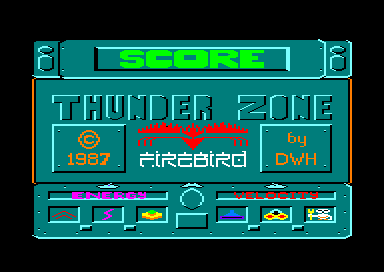 SCORE
THUNDER ZONE
© 1987
FIREBIRD
by DWH
ENERGY
VELOCITY